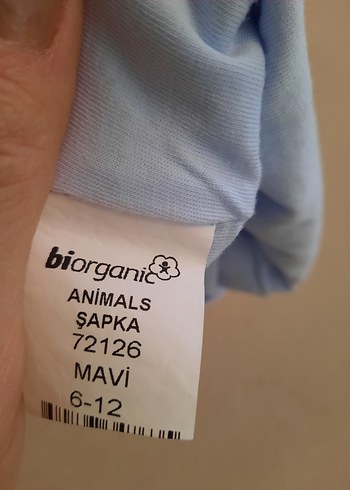 biorganic
ANİMALS
ŞAPKA
72126
MAVİ
6-12